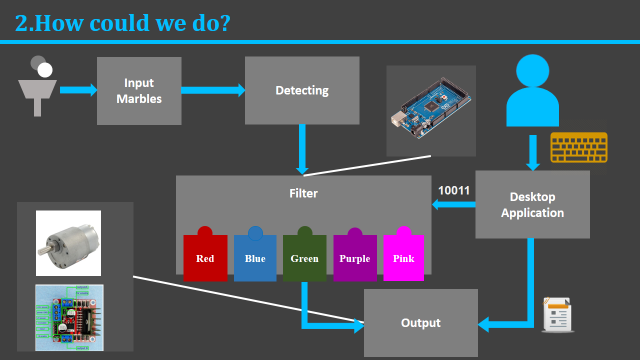 2.How could we do?
Input
Marbles
Detecting
Filter
10011
Desktop
Application
Red
Blue
Green
Purple
Pink
Output